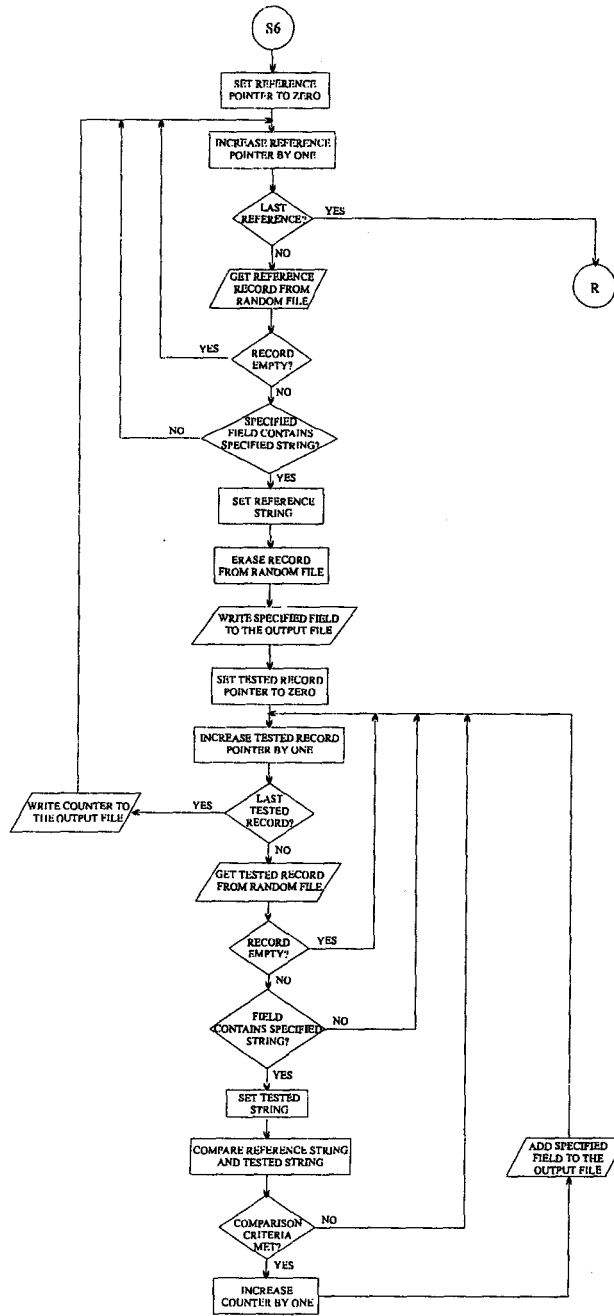 S6
SET REFERENCE
POINTER TO ZERO
INCREASE REFERENCE
POINTER BY ONE
LAST
REFERENCE?
YES
NO
R
GET REFERENCE
RECORD FROM
RANDOM FILE
YES
RECORD
EMPTY?
NO
NO
SPECIFIED
FIELD CONTAINS
SPECIFIED STRING?
YES
SET REFERENCE
STRING
ERASE RECORD
FROM RANDOM FILE
WRITE SPECIFIED FIELD
TO THE OUTPUT FILE
SET TESTED RECORD
POINTER TO ZERO
INCREASE TESTED RECORD
POINTER BY ONE
WRITE COUNTER TO
THE OUTPUT FILE
YES
LAST
TESTED
RECORD?
NO
GET TESTED RECORD
FROM RANDOM FILE
RECORD
EMPTY?
YES
NO
FIELD
CONTAINS SPECIFIED
STRING?
NO
YES
SET TESTED
STRING
COMPARE REFERENCE STRING
AND TESTED STRING
ADD SPECIFIED
FIELD TO THE
OUTPUT FILE
COMPARISON
CRITERIA
MET?
NO
YES
INCREASE
COUNTER BY ONE